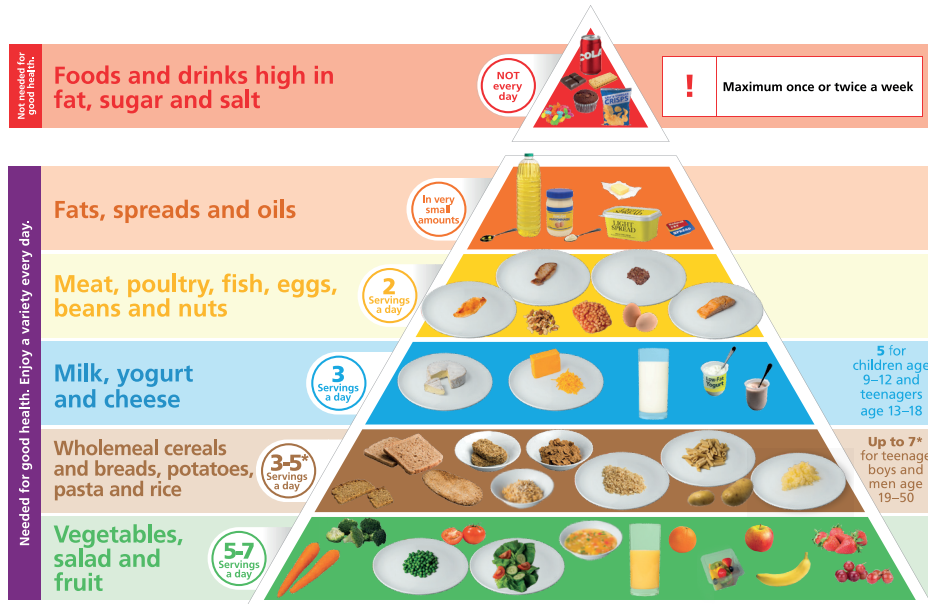 Not needed for
good health.
Foods and drinks high in
fat, sugar and salt
NOT
every
day
COLA
CRISPS
!
Maximum once or twice a week
Needed for good health. Enjoy a variety every day.
Fats, spreads and oils
In very
small
amounts
LIGHT
SPREAD
SPREAD
Meat, poultry, fish, eggs,
beans and nuts
2
Servings
a day
Milk, yogurt
and cheese
3
Servings
a day
Low-Fat
Yogurt
5 for
children age
9–12 and
teenagers
age 13–18
Wholemeal cereals
and breads, potatoes,
pasta and rice
3-5*
Servings
a day
Up to 7*
for teenage
boys and
men age
19–50
Vegetables,
salad and
fruit
5-7
Servings
a day